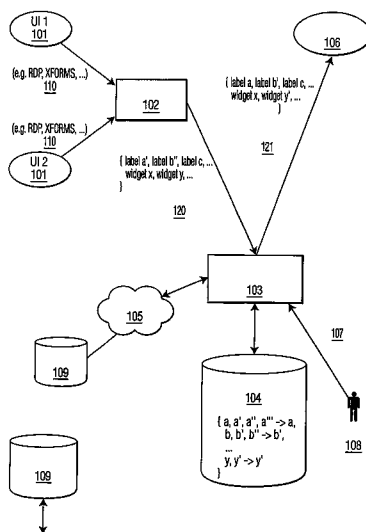 UI 1
101
106
(e.g. RDP, XFORMS, ...)
110
102
{ label a, label b', label c, ...
widget x, widget y', ...
}
(e.g. RDP, XFORMS, ...)
110
121
UI 2
101
{ label a', label b'', label c, ...
widget x, widget y, ...
}
120
103
105
107
109
104
108
{ a, a', a'', a''' -> a,
b, b', b'' -> b',
...
y, y' -> y'
}
109